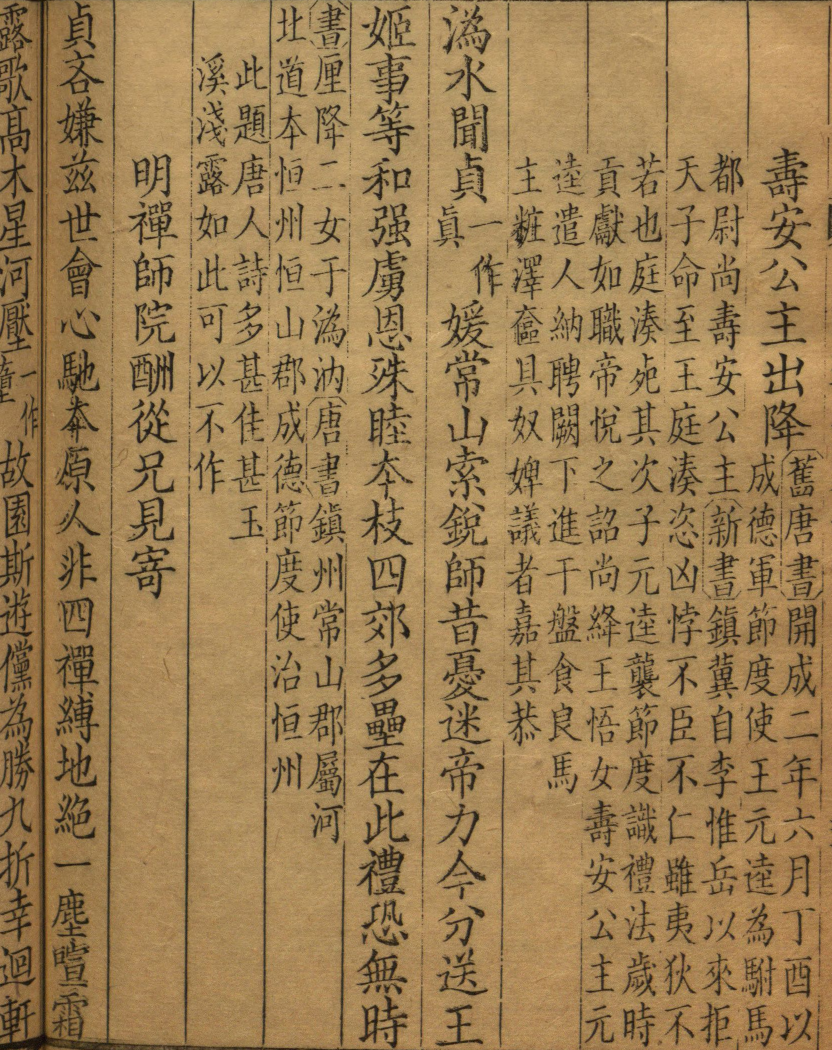 壽安公主出降
舊唐書開成二年六月丁酉以
成德軍節度使王元逵為駙馬
都尉尚壽安公主新書鎮冀自李惟岳以來拒
天子命至王庭湊恣凶悖不臣不仁雖夷狄不
若也庭湊死其次子元逵襲節度識禮法歲時
貢獻如職帝悅之詔尚絳王悟女壽安公主元
逵遣人納聘闕下進千盤食良馬
主粧澤奩具奴婢議者嘉其恭
潙水聞貞一作眞媛常山索銳師昔憂迷帝力今分送王
姬事等和强虜恩殊睦本枝四郊多壘在此禮恐無時
書厘降二女于潙汭唐書鎮州常山郡屬河
北道本恒州恒山郡成德節度使治恒州
此題唐人詩多甚佳甚玉
溪淺露如此可以不作
明禪師院酬從兄見寄
貞吝嫌兹世會心馳奔原人非四禪縛地絕一塵暄霜
露歌高木星河壓一作墮故園斯遊儻為勝九折幸迴軒